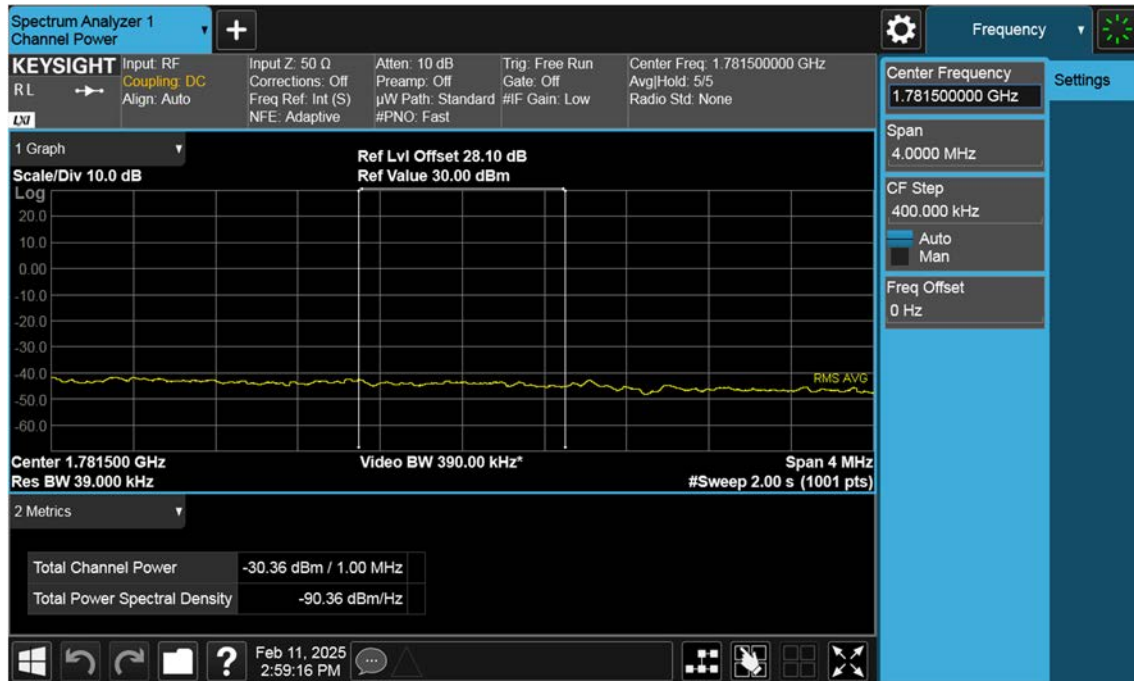 Spectrum Analyzer 1
Channel Power
Frequency
KEYSIGHT
R L
LXI
Input: RF
Coupling: DC
Align: Auto
Input Z: 50 Ω
Corrections: Off
Freq Ref: Int (S)
NFE: Adaptive
Atten: 10 dB
Preamp: Off
µW Path: Standard
#PNO: Fast
Trig: Free Run
Gate: Off
#IF Gain: Low
Center Freq: 1.781500000 GHz
Avg|Hold: 5/5
Radio Std: None
Center Frequency
1.781500000 GHz
Settings
Span
4.0000 MHz
CF Step
400.000 kHz
Auto
Man
Freq Offset
0 Hz
1 Graph
Scale/Div 10.0 dB
Ref Lvl Offset 28.10 dB
Ref Value 30.00 dBm
Log
20.0
10.0
0.00
-10.0
-20.0
-30.0
-40.0
-50.0
-60.0
RMS AVG
Center 1.781500 GHz
Video BW 390.00 kHz*
Span 4 MHz
Res BW 39.000 kHz
#Sweep 2.00 s (1001 pts)
2 Metrics
Total Channel Power -30.36 dBm / 1.00 MHz
Total Power Spectral Density -90.36 dBm/Hz
?
Feb 11, 2025
2:59:16 PM